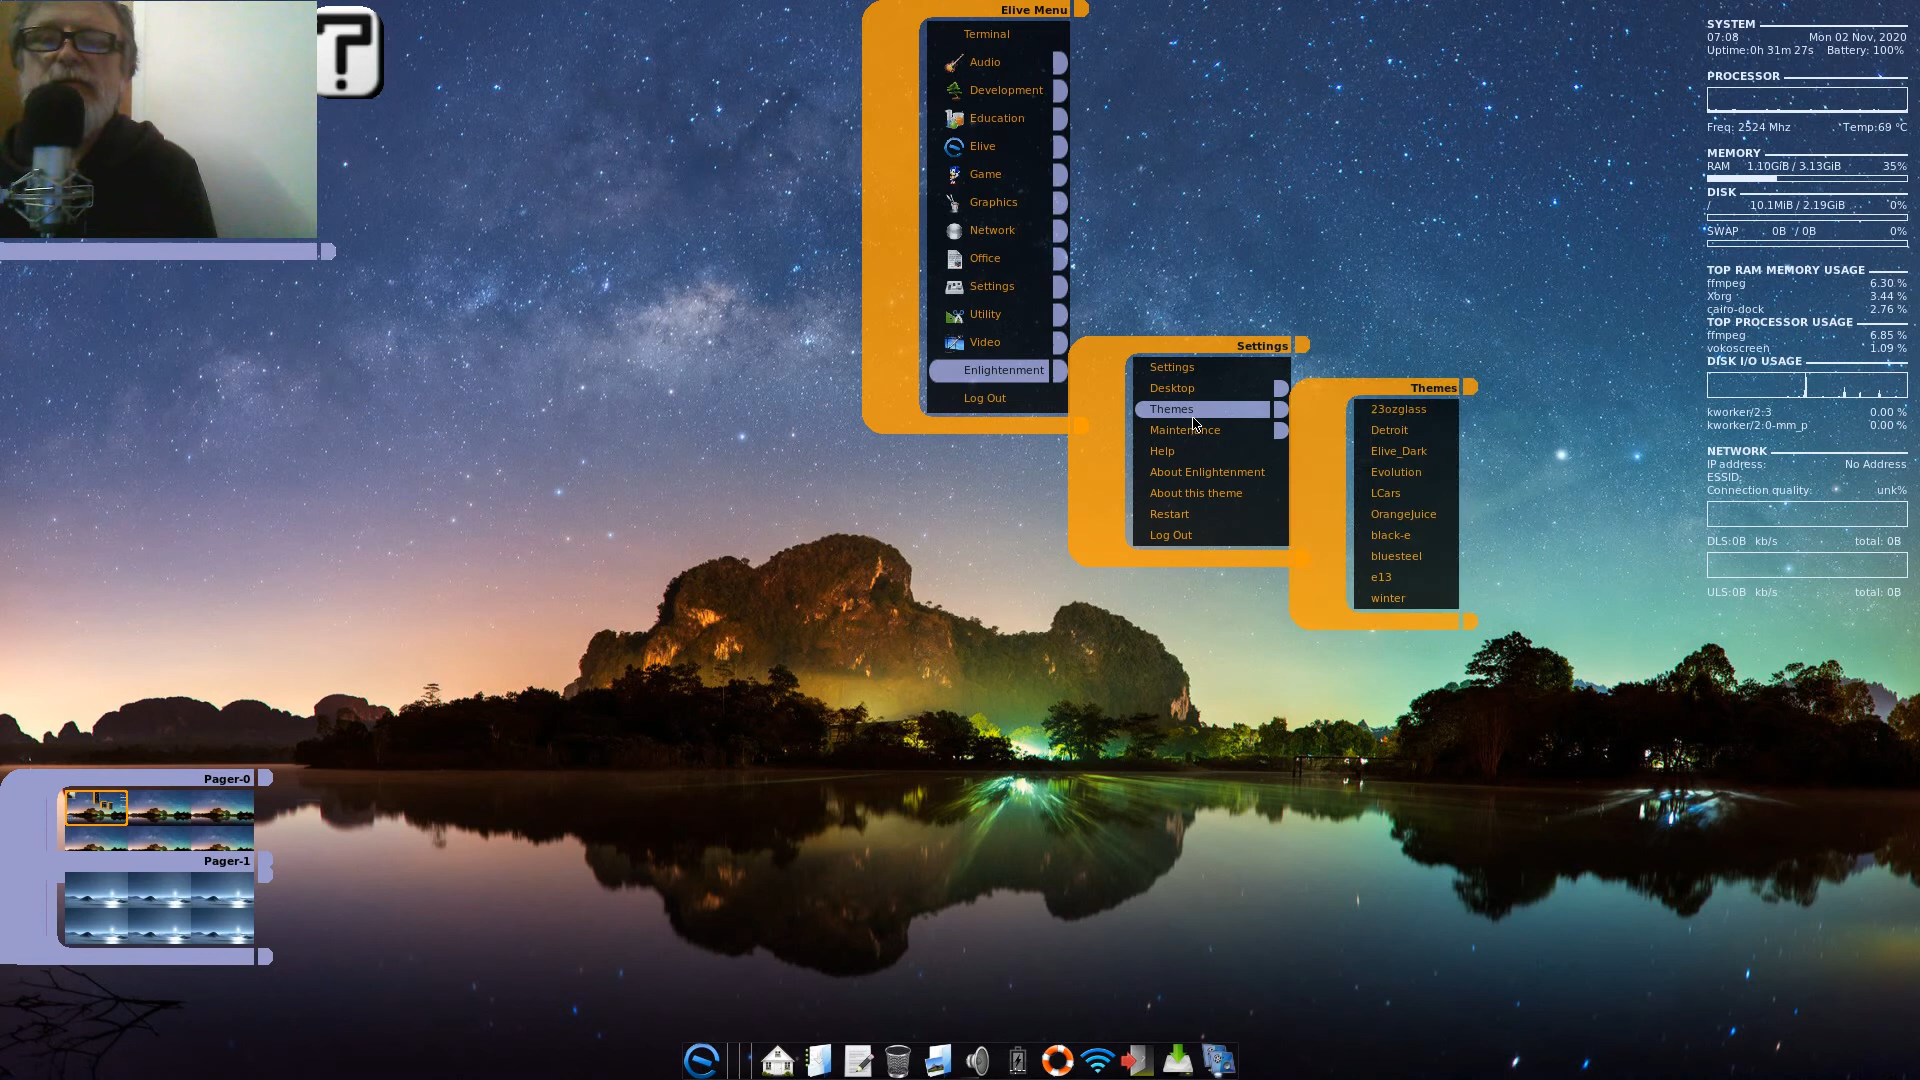 ?
Elive Menu
Terminal
Audio
Development
Education
Elive
Game
Graphics
Network
Office
Settings
Utility
Video
Enlightenment
Log Out
Settings
Settings
Desktop
Themes
Maintenance
Help
About Enlightenment
About this theme
Restart
Log Out
Themes
23ozglass
Detroit
Elive_Dark
Evolution
LCars
OrangeJuice
black-e
bluesteel
e13
winter
SYSTEM
07:08 Mon 02 Nov, 2020
Uptime:0h 31m 27s Battery: 100%
PROCESSOR
Freq: 2524 Mhz Temp:69 °C
MEMORY
RAM 1.10GiB / 3.13GiB 35%
DISK
/ 10.1MiB / 2.19GiB 0%
SWAP 0B / 0B 0%
TOP RAM MEMORY USAGE
ffmpeg 6.30 %
Xorg 3.44 %
cairo-dock 2.76 %
TOP PROCESSOR USAGE
ffmpeg 6.85 %
vokoscreen 1.09 %
DISK I/O USAGE
kworker/2:3 0.00 %
kworker/2:0-mm_p 0.00 %
NETWORK
IP address: No Address
ESSID:
Connection quality: unk%
DLS:0B kb/s total: 0B
ULS:0B kb/s total: 0B
Pager-0
Pager-1